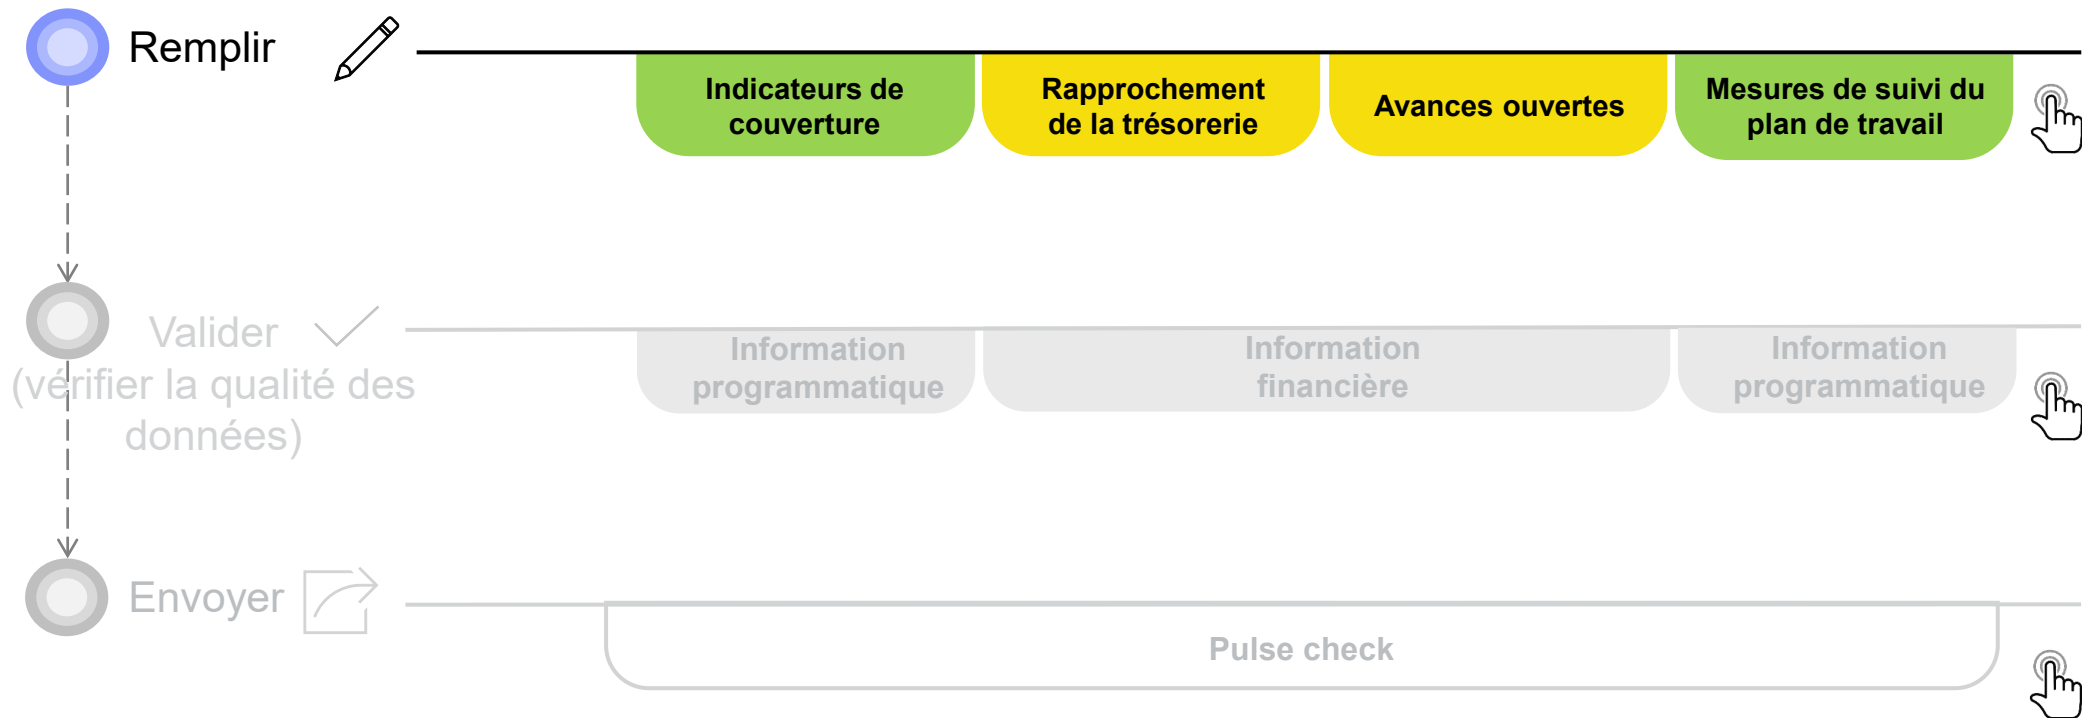 Remplir
Indicateurs de
couverture
Rapprochement
de la trésorerie
Avances ouvertes
Mesures de suivi du
plan de travail
Valider
(vérifier la qualité des
données)
Information
programmatique
Information
financière
Information
programmatique
Envoyer
Pulse check